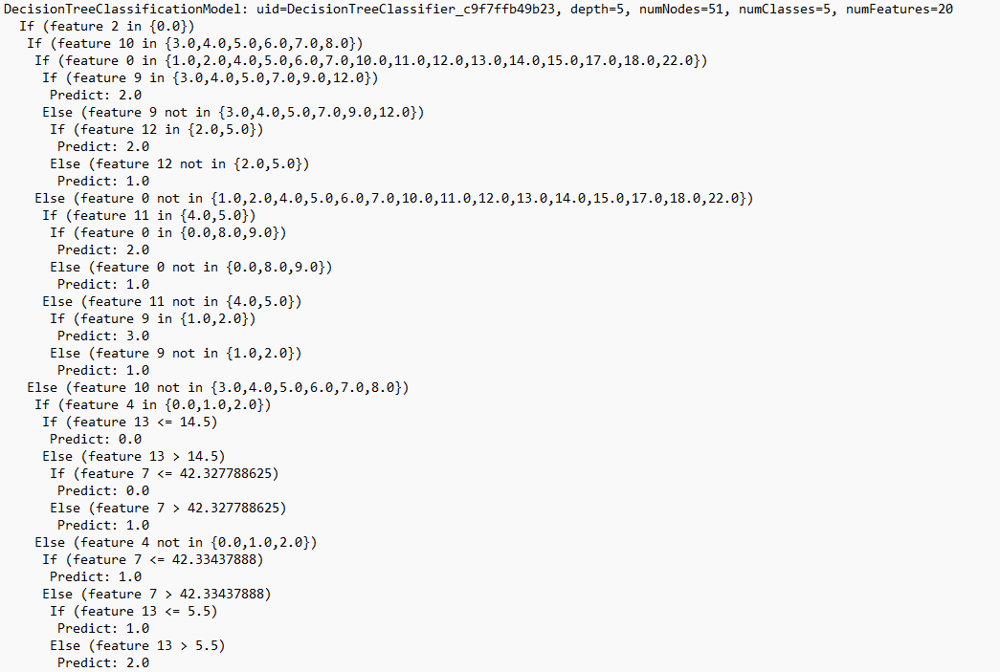 DecisionTreeClassificationModel: uid=DecisionTreeClassifier_c9f7ffb49b23, depth=5, numNodes=51, numClasses=5, numFeatures=20
  If (feature 2 in {0.0})
   If (feature 10 in {3.0,4.0,5.0,6.0,7.0,8.0})
    If (feature 0 in {1.0,2.0,4.0,5.0,6.0,7.0,10.0,11.0,12.0,13.0,14.0,15.0,17.0,18.0,22.0})
     If (feature 9 in {3.0,4.0,5.0,7.0,9.0,12.0})
      Predict: 2.0
     Else (feature 9 not in {3.0,4.0,5.0,7.0,9.0,12.0})
      If (feature 12 in {2.0,5.0})
       Predict: 2.0
      Else (feature 12 not in {2.0,5.0})
       Predict: 1.0
    Else (feature 0 not in {1.0,2.0,4.0,5.0,6.0,7.0,10.0,11.0,12.0,13.0,14.0,15.0,17.0,18.0,22.0})
     If (feature 11 in {4.0,5.0})
      If (feature 0 in {0.0,8.0,9.0})
       Predict: 2.0
      Else (feature 0 not in {0.0,8.0,9.0})
       Predict: 1.0
     Else (feature 11 not in {4.0,5.0})
      If (feature 9 in {1.0,2.0})
       Predict: 3.0
      Else (feature 9 not in {1.0,2.0})
       Predict: 1.0
   Else (feature 10 not in {3.0,4.0,5.0,6.0,7.0,8.0})
    If (feature 4 in {0.0,1.0,2.0})
     If (feature 13 <= 14.5)
      Predict: 0.0
     Else (feature 13 > 14.5)
      If (feature 7 <= 42.327788625)
       Predict: 0.0
      Else (feature 7 > 42.327788625)
       Predict: 1.0
    Else (feature 4 not in {0.0,1.0,2.0})
     If (feature 7 <= 42.33437888)
      Predict: 1.0
     Else (feature 7 > 42.33437888)
      If (feature 13 <= 5.5)
       Predict: 1.0
      Else (feature 13 > 5.5)
       Predict: 2.0